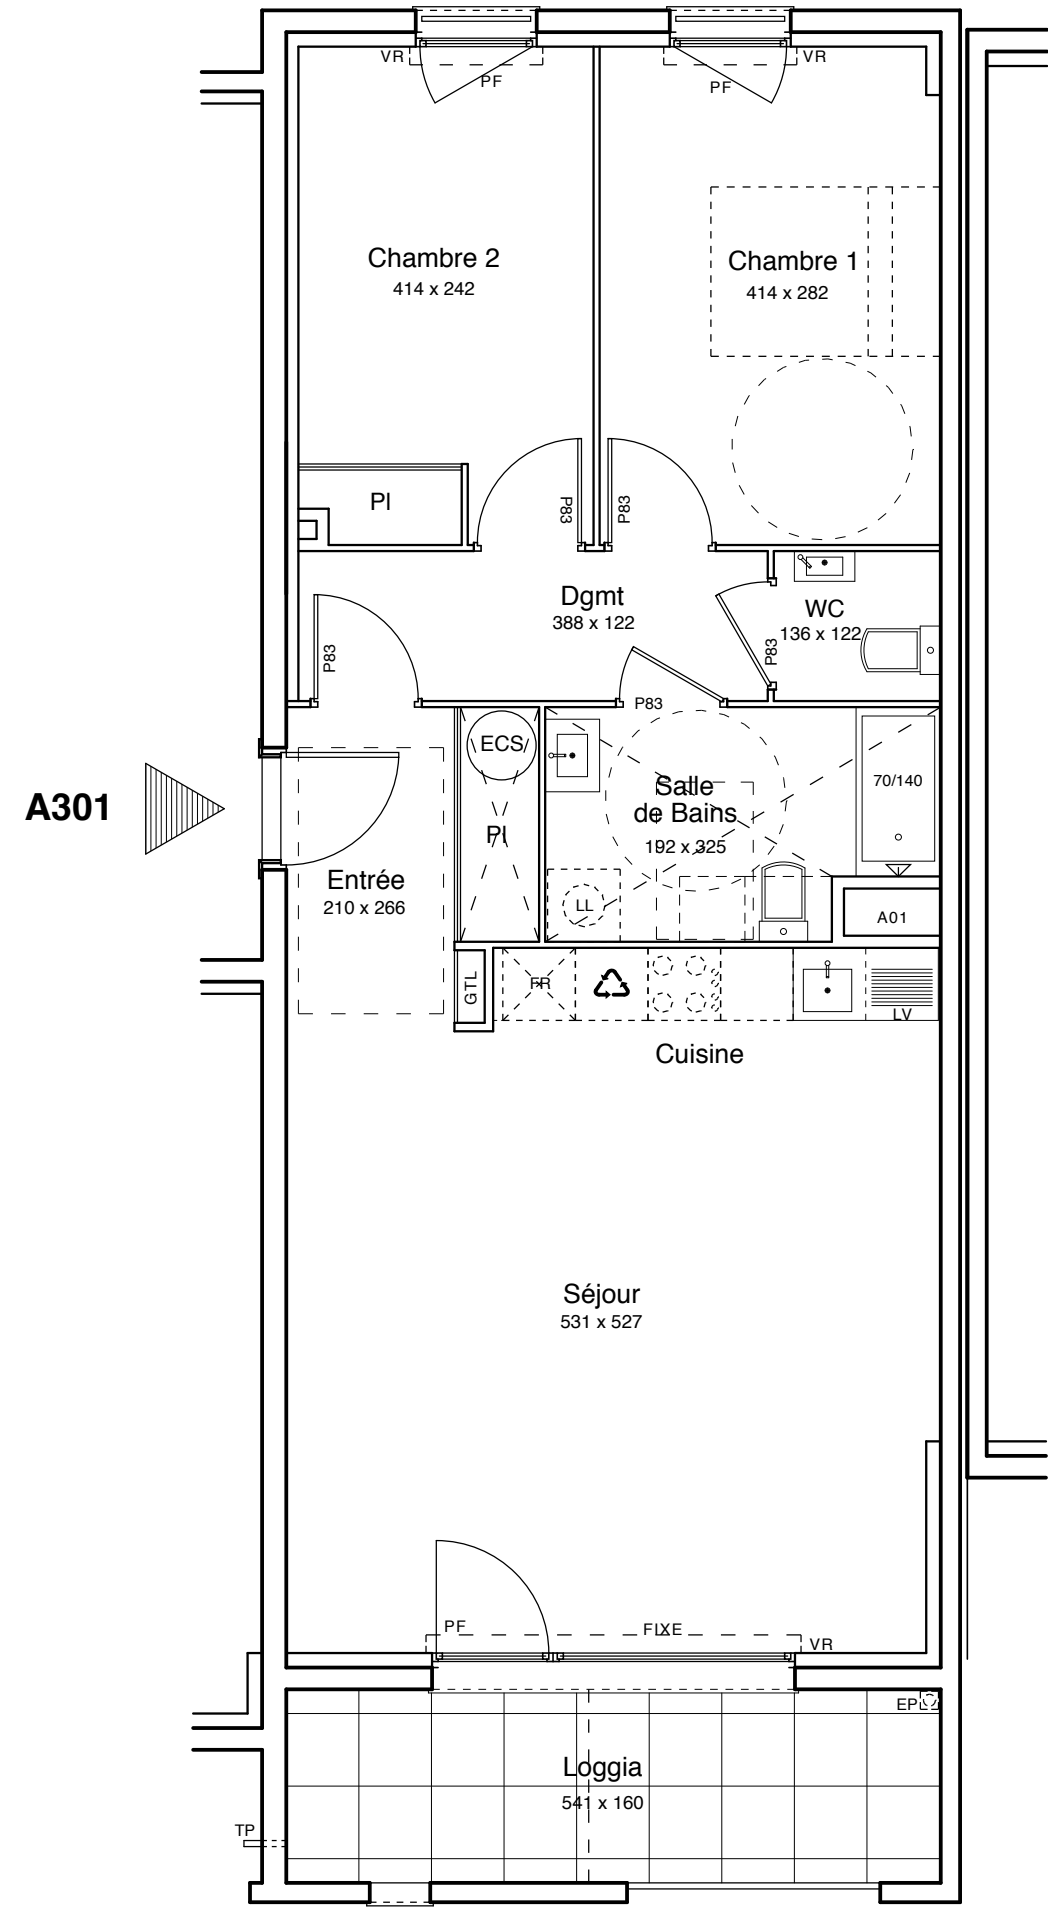 VR
PF
PF
VR
Chambre 2
414 x 242
Chambre 1
414 x 282
Pl
P83
P83
Dgmt
388 x 122
WC
136 x 122
P83
P83
P83
ECS
Pl
Salle
de Bains
192 x 325
70/140
A301
Entrée
210 x 266
LL
A01
GTL
FR
LV
Cuisine
Séjour
531 x 527
PF
FIXE
VR
EP
Loggia
541 x 160
TP